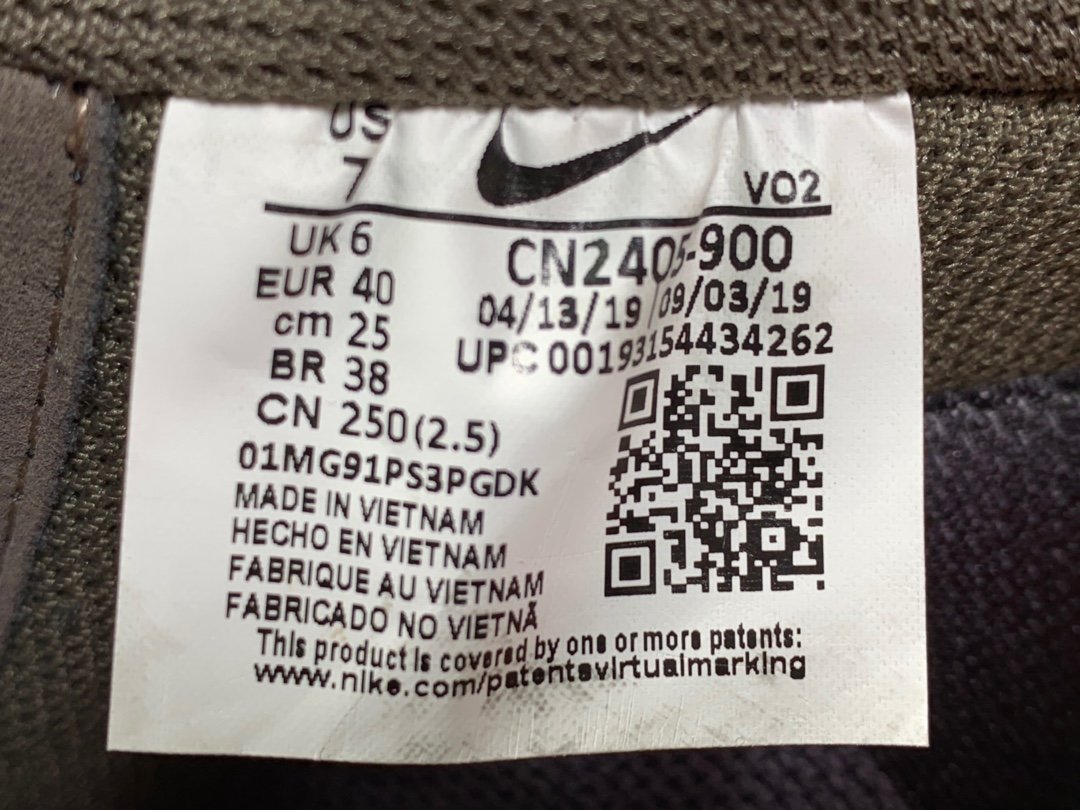 US
7
VO2
UK 6
EUR 40
cm 25
BR 38
CN 250(2.5)
CN2405-900
04/13/19 /09/03/19
UPC 00193154434262
01MG91PS3PGDK
MADE IN VIETNAM
HECHO EN VIETNAM
FABRIQUE AU VIETNAM
FABRICADO NO VIETNÃ
This product is covered by one or more patents:
www.nike.com/patentsvirtualmarking